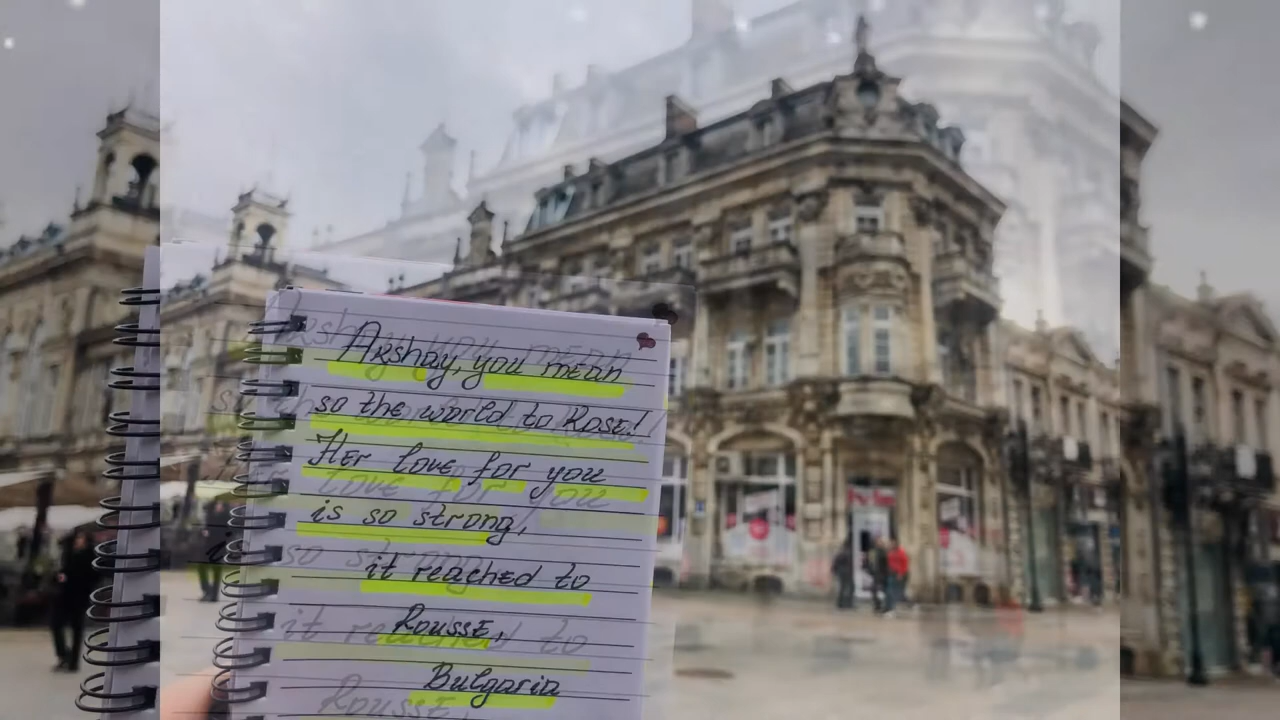 Akshay, you mean
so the world to Rose!
Her love for you
is so strong,
it reached to
Rousse,
Bulgaria